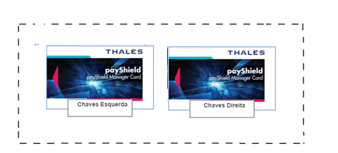 THALES
payShield
payShield Manager Card
Chaves Esquerda
THALES
payShield
payShield Manager Card
Chaves Direita